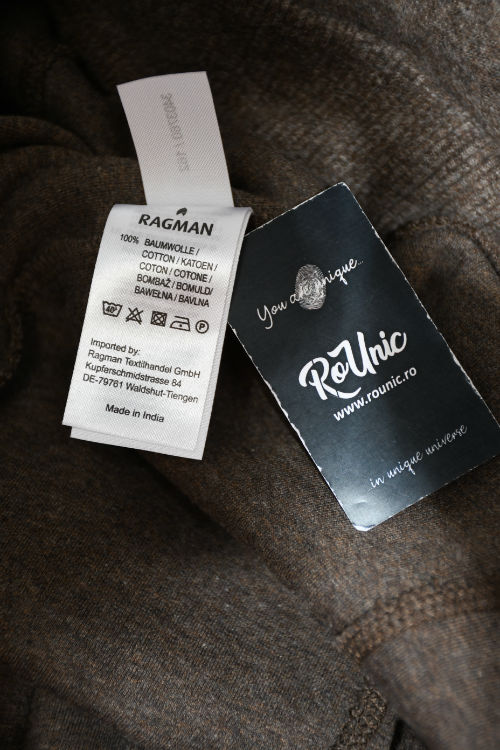 RAGMAN
100% BAUMWOLLE /
COTTON / KATOEN /
COTON / COTONE /
BOMBAŽ / BOMULD/
BAWEŁNA / BAVLNA
40°
P
Imported by:
Ragman Textilhandel GmbH
Kupferschmidstrasse 84
DE-79761 Waldshut-Tiengen
Made in India
You are unique...
RoUnic
www.rounic.ro
in unique universe